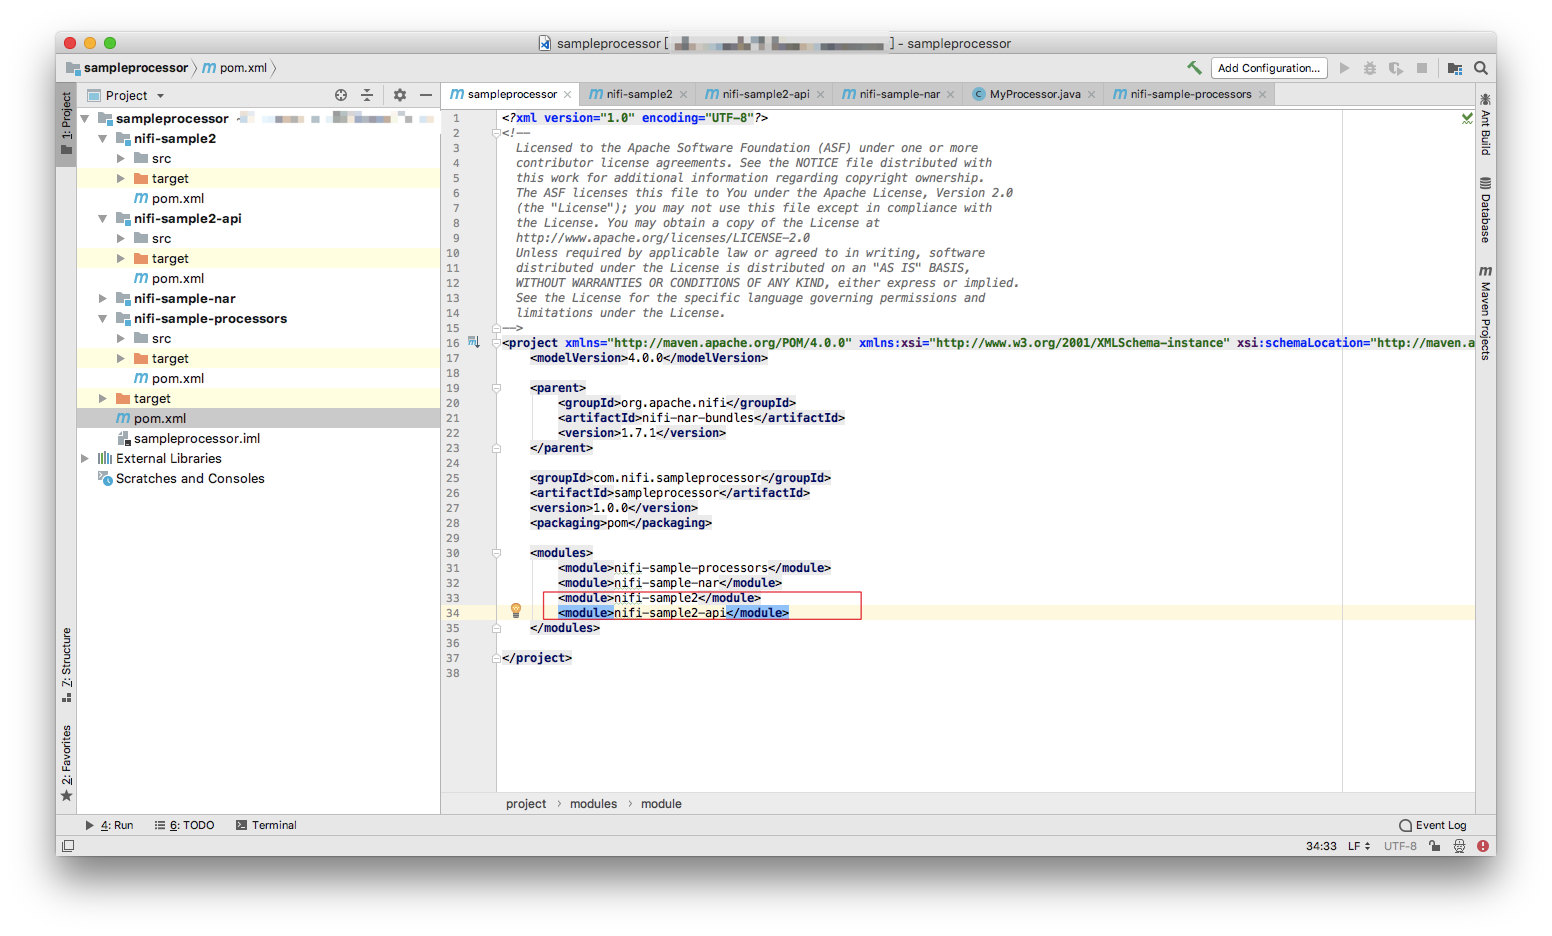 sampleprocessor [ ] - sampleprocessor
sampleprocessor pom.xml
Add Configuration...
1: Project
Project
sampleprocessor
nifi-sample2
src
target
pom.xml
nifi-sample2-api
src
target
pom.xml
nifi-sample-nar
nifi-sample-processors
src
target
pom.xml
target
pom.xml
sampleprocessor.iml
External Libraries
Scratches and Consoles
7: Structure
2: Favorites
sampleprocessor nifi-sample2 nifi-sample2-api nifi-sample-nar MyProcessor.java nifi-sample-processors
1 <?xml version="1.0" encoding="UTF-8"?>
2 <!--
3 Licensed to the Apache Software Foundation (ASF) under one or more
4 contributor license agreements. See the NOTICE file distributed with
5 this work for additional information regarding copyright ownership.
6 The ASF licenses this file to You under the Apache License, Version 2.0
7 (the "License"); you may not use this file except in compliance with
8 the License. You may obtain a copy of the License at
9 http://www.apache.org/licenses/LICENSE-2.0
10 Unless required by applicable law or agreed to in writing, software
11 distributed under the License is distributed on an "AS IS" BASIS,
12 WITHOUT WARRANTIES OR CONDITIONS OF ANY KIND, either express or implied.
13 See the License for the specific language governing permissions and
14 limitations under the License.
15 -->
16 <project xmlns="http://maven.apache.org/POM/4.0.0" xmlns:xsi="http://www.w3.org/2001/XMLSchema-instance" xsi:schemaLocation="http://maven.a
17 <modelVersion>4.0.0</modelVersion>
18
19 <parent>
20 <groupId>org.apache.nifi</groupId>
21 <artifactId>nifi-nar-bundles</artifactId>
22 <version>1.7.1</version>
23 </parent>
24
25 <groupId>com.nifi.sampleprocessor</groupId>
26 <artifactId>sampleprocessor</artifactId>
27 <version>1.0.0</version>
28 <packaging>pom</packaging>
29
30 <modules>
31 <module>nifi-sample-processors</module>
32 <module>nifi-sample-nar</module>
33 <module>nifi-sample2</module>
34 <module>nifi-sample2-api</module>
35 </modules>
36
37 </project>
38
project › modules › module
Ant Build
Database
Maven Projects
4: Run 6: TODO Terminal Event Log
34:33 LF UTF-8